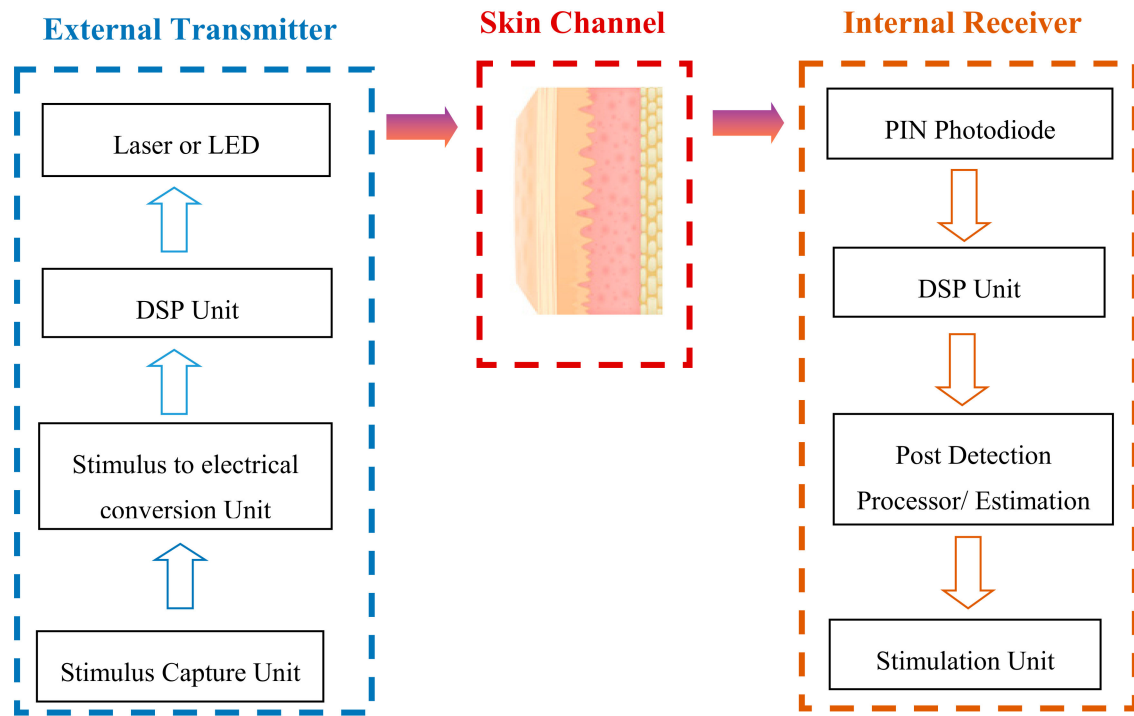 External Transmitter
Laser or LED
DSP Unit
Stimulus to electrical
conversion Unit
Stimulus Capture Unit
Skin Channel
Internal Receiver
PIN Photodiode
DSP Unit
Post Detection
Processor/ Estimation
Stimulation Unit